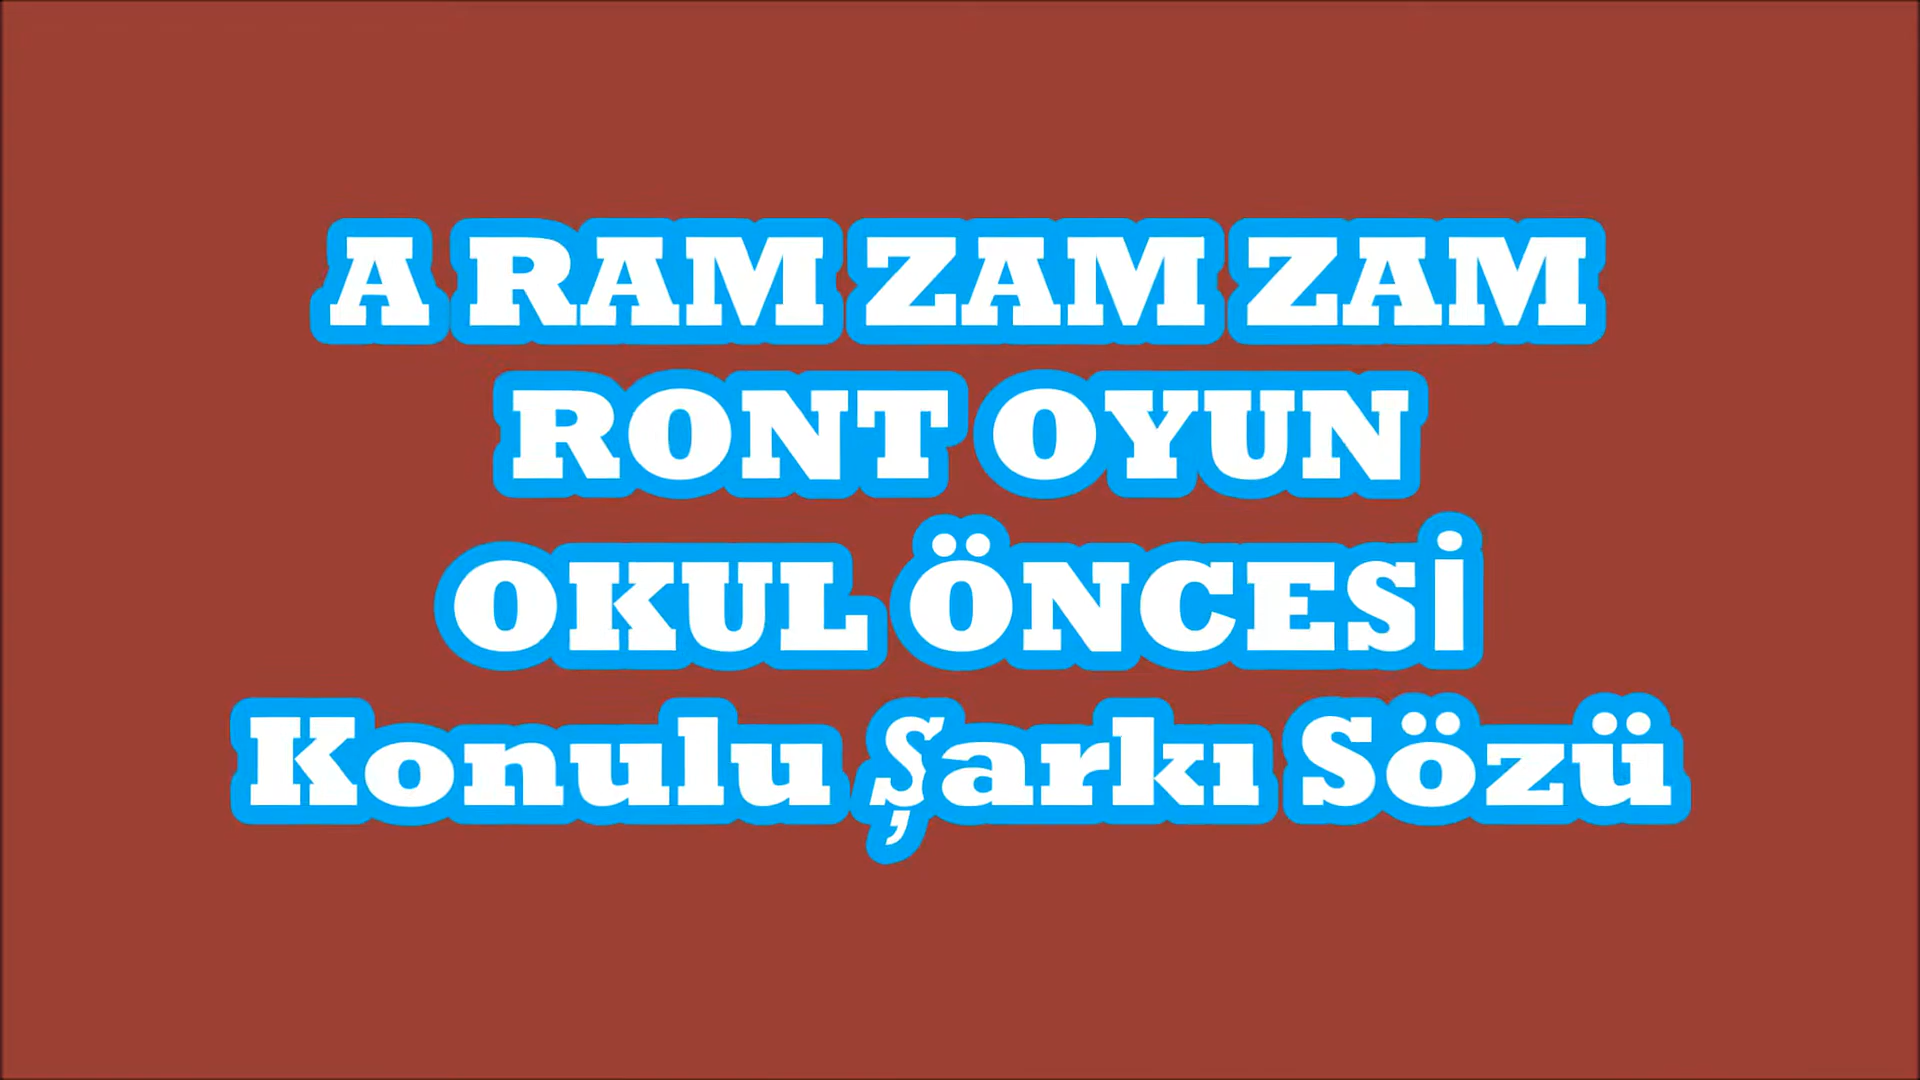 A RAM ZAM ZAM
RONT OYUN
OKUL ÖNCESİ
Konulu Şarkı Sözü